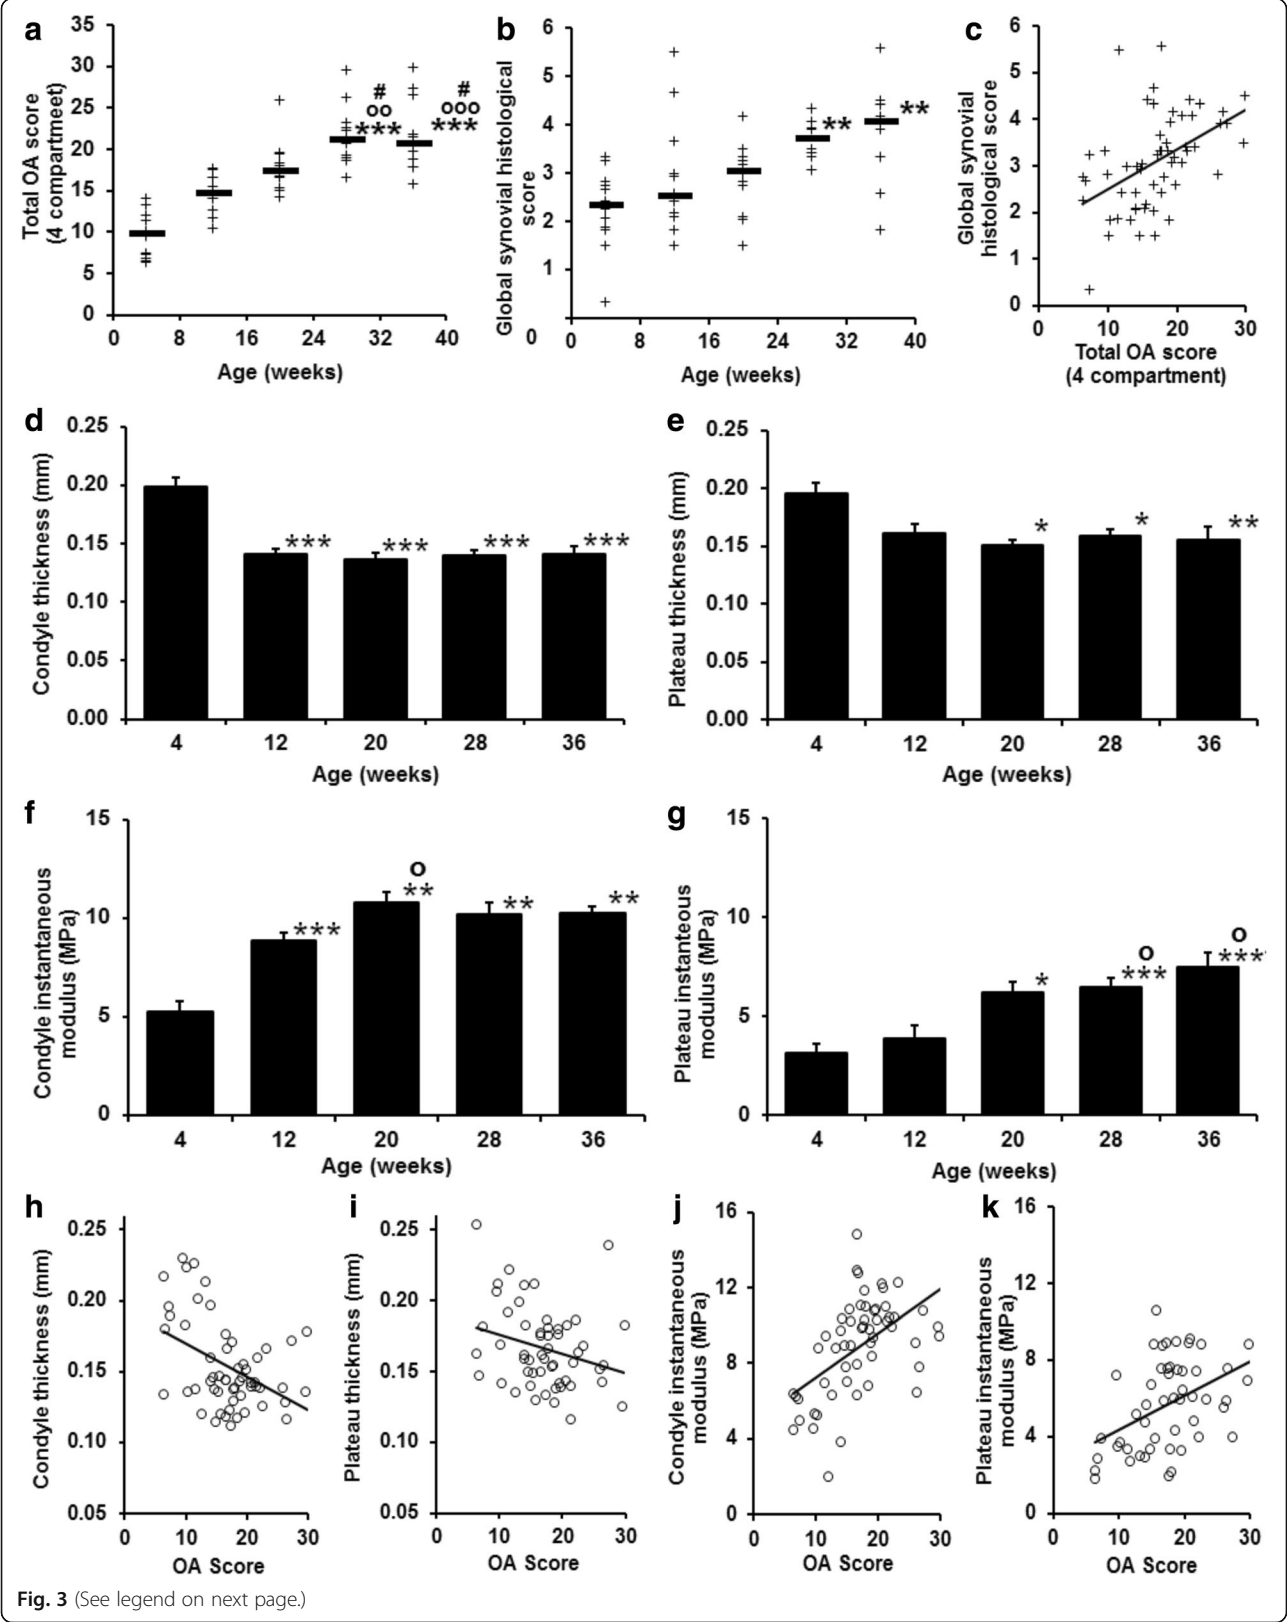 a
Total OA score
(4 compartmeet)
35
30
25
20
15
10
5
0
#
oo
***
#
ooo
***
0 8 16 24 32 40
Age (weeks)
b
Global synovial histological
score
6
5
4
3
2
1
0
**
**
0 8 16 24 32 40
Age (weeks)
c
Global synovial
histological score
6
5
4
3
2
1
0
0 10 20 30
Total OA score
(4 compartment)
d
Condyle thickness (mm)
0.25
0.20
0.15
0.10
0.05
0.00
*** *** *** ***
4 12 20 28 36
Age (weeks)
e
Plateau thickness (mm)
0.25
0.20
0.15
0.10
0.05
0.00
* * **
4 12 20 28 36
Age (weeks)
f
Condyle instantaneous
modulus (MPa)
15
10
5
0
o
*** ** ** **
4 12 20 28 36
Age (weeks)
g
Plateau instanteous
modulus (MPa)
15
10
5
0
o o
* *** ***
4 12 20 28 36
Age (weeks)
h
Condyle thickness (mm)
0.25
0.20
0.15
0.10
0.05
0 10 20 30
OA Score
i
Plateau thickness (mm)
0.25
0.20
0.15
0.10
0.05
0 10 20 30
OA Score
j
Condyle instantaneous
modulus (MPa)
16
12
8
4
0
0 10 20 30
OA Score
k
Plateau instantaneous
modulus (MPa)
16
12
8
4
0
0 10 20 30
OA Score
Fig. 3 (See legend on next page.)